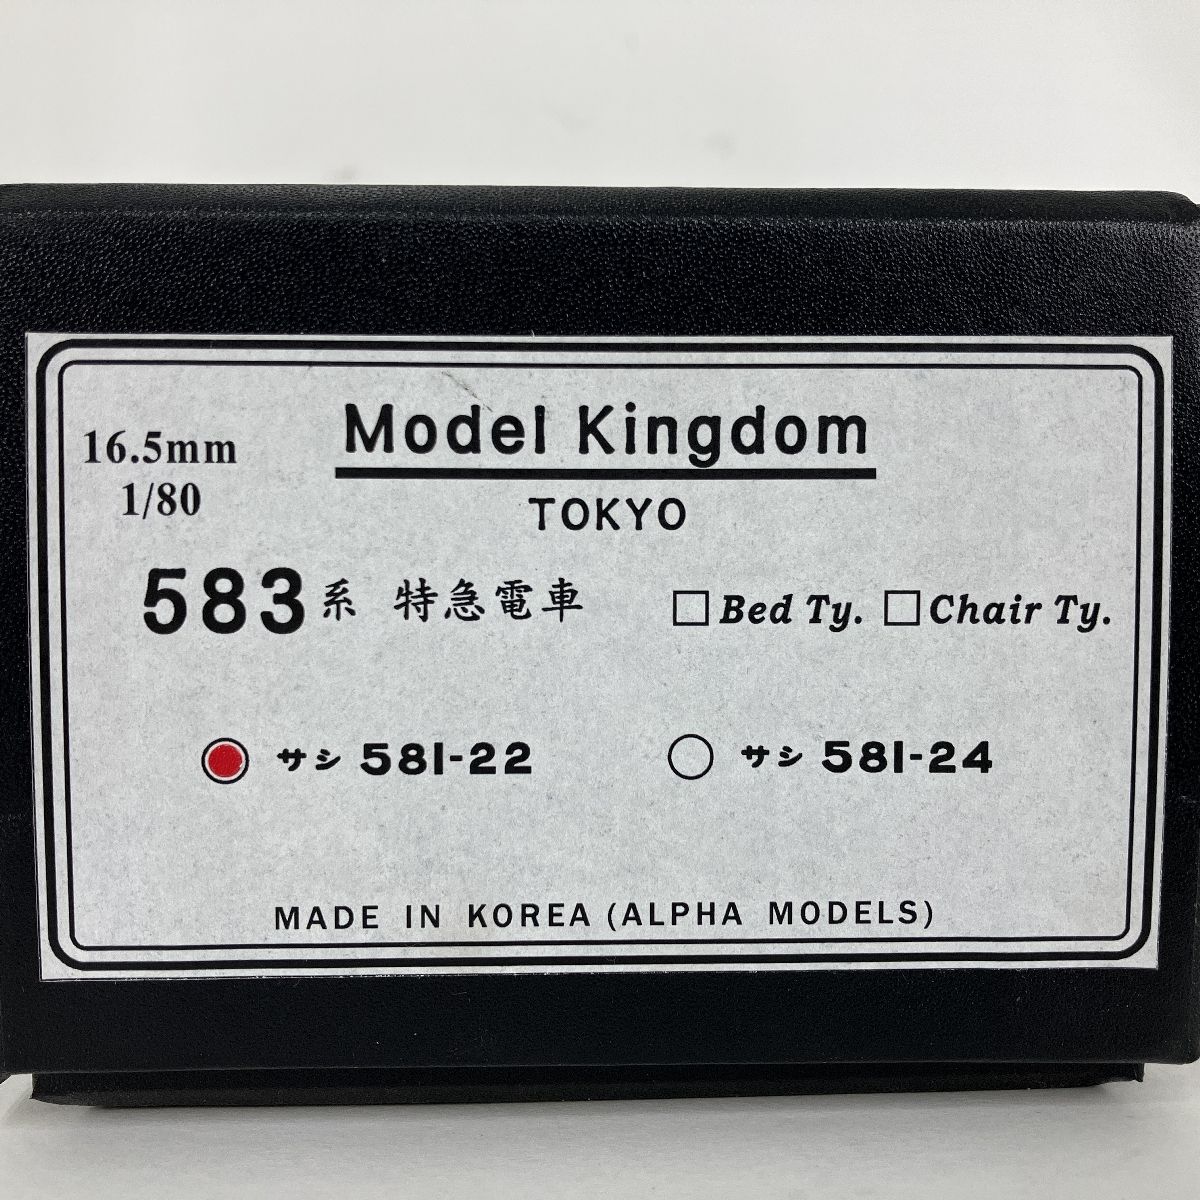 Model Kingdom
16.5mm
1/80
TOKYO
583系 特急電車 Bed Ty. Chair Ty.
サシ 581-22 サシ 581-24
MADE IN KOREA (ALPHA MODELS)